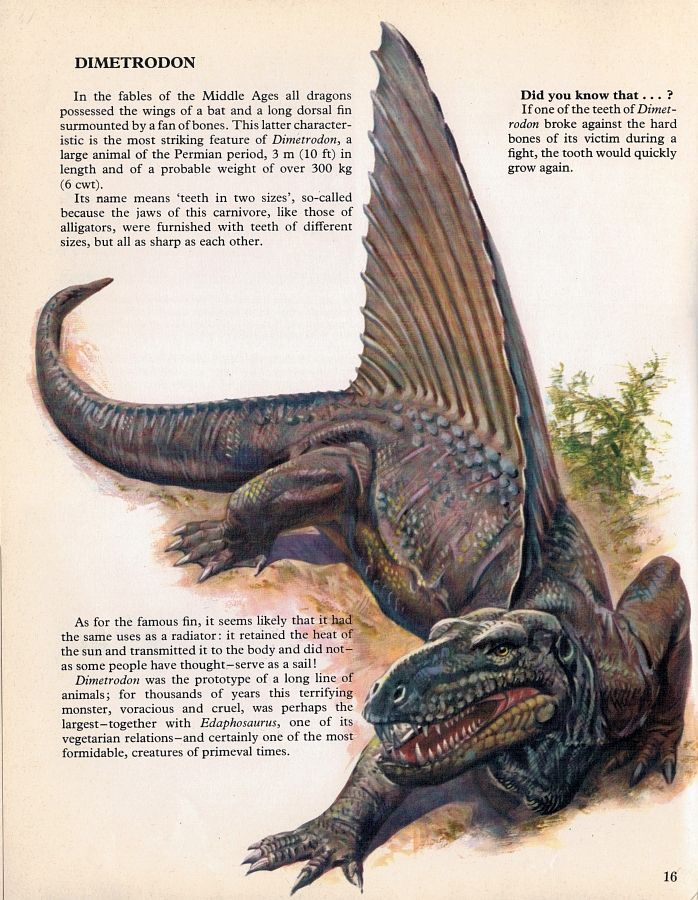 DIMETRODON
In the fables of the Middle Ages all dragons
possessed the wings of a bat and a long dorsal fin
surmounted by a fan of bones. This latter character-
istic is the most striking feature of Dimetrodon, a
large animal of the Permian period, 3 m (10 ft) in
length and of a probable weight of over 300 kg
(6 cwt).
Its name means ‘teeth in two sizes’, so-called
because the jaws of this carnivore, like those of
alligators, were furnished with teeth of different
sizes, but all as sharp as each other.
Did you know that . . . ?
If one of the teeth of Dimet-
rodon broke against the hard
bones of its victim during a
fight, the tooth would quickly
grow again.
As for the famous fin, it seems likely that it had
the same uses as a radiator: it retained the heat of
the sun and transmitted it to the body and did not–
as some people have thought–serve as a sail!
Dimetrodon was the prototype of a long line of
animals; for thousands of years this terrifying
monster, voracious and cruel, was perhaps the
largest–together with Edaphosaurus, one of its
vegetarian relations–and certainly one of the most
formidable, creatures of primeval times.
16